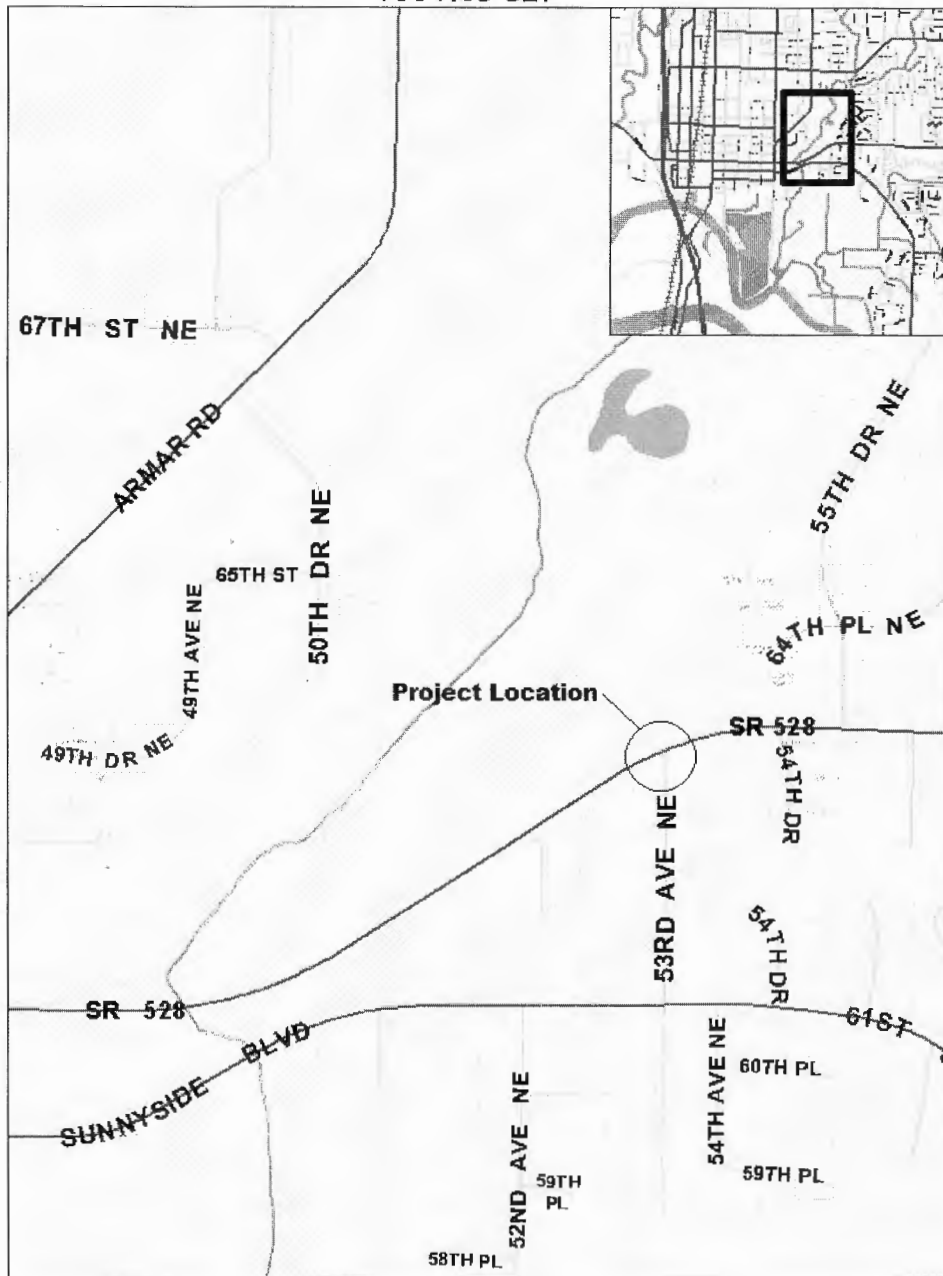 67TH ST NE
ARMAR RD
55TH DR NE
50TH DR NE
65TH ST
49TH AVE NE
64TH PL NE
Project Location
SR 528
49TH DR NE
54TH DR
53RD AVE NE
54TH DR
SR 528
61ST
SUNNYSIDE BLVD
54TH AVE NE
60TH PL
52ND AVE NE
59TH
PL
59TH PL
58TH PL